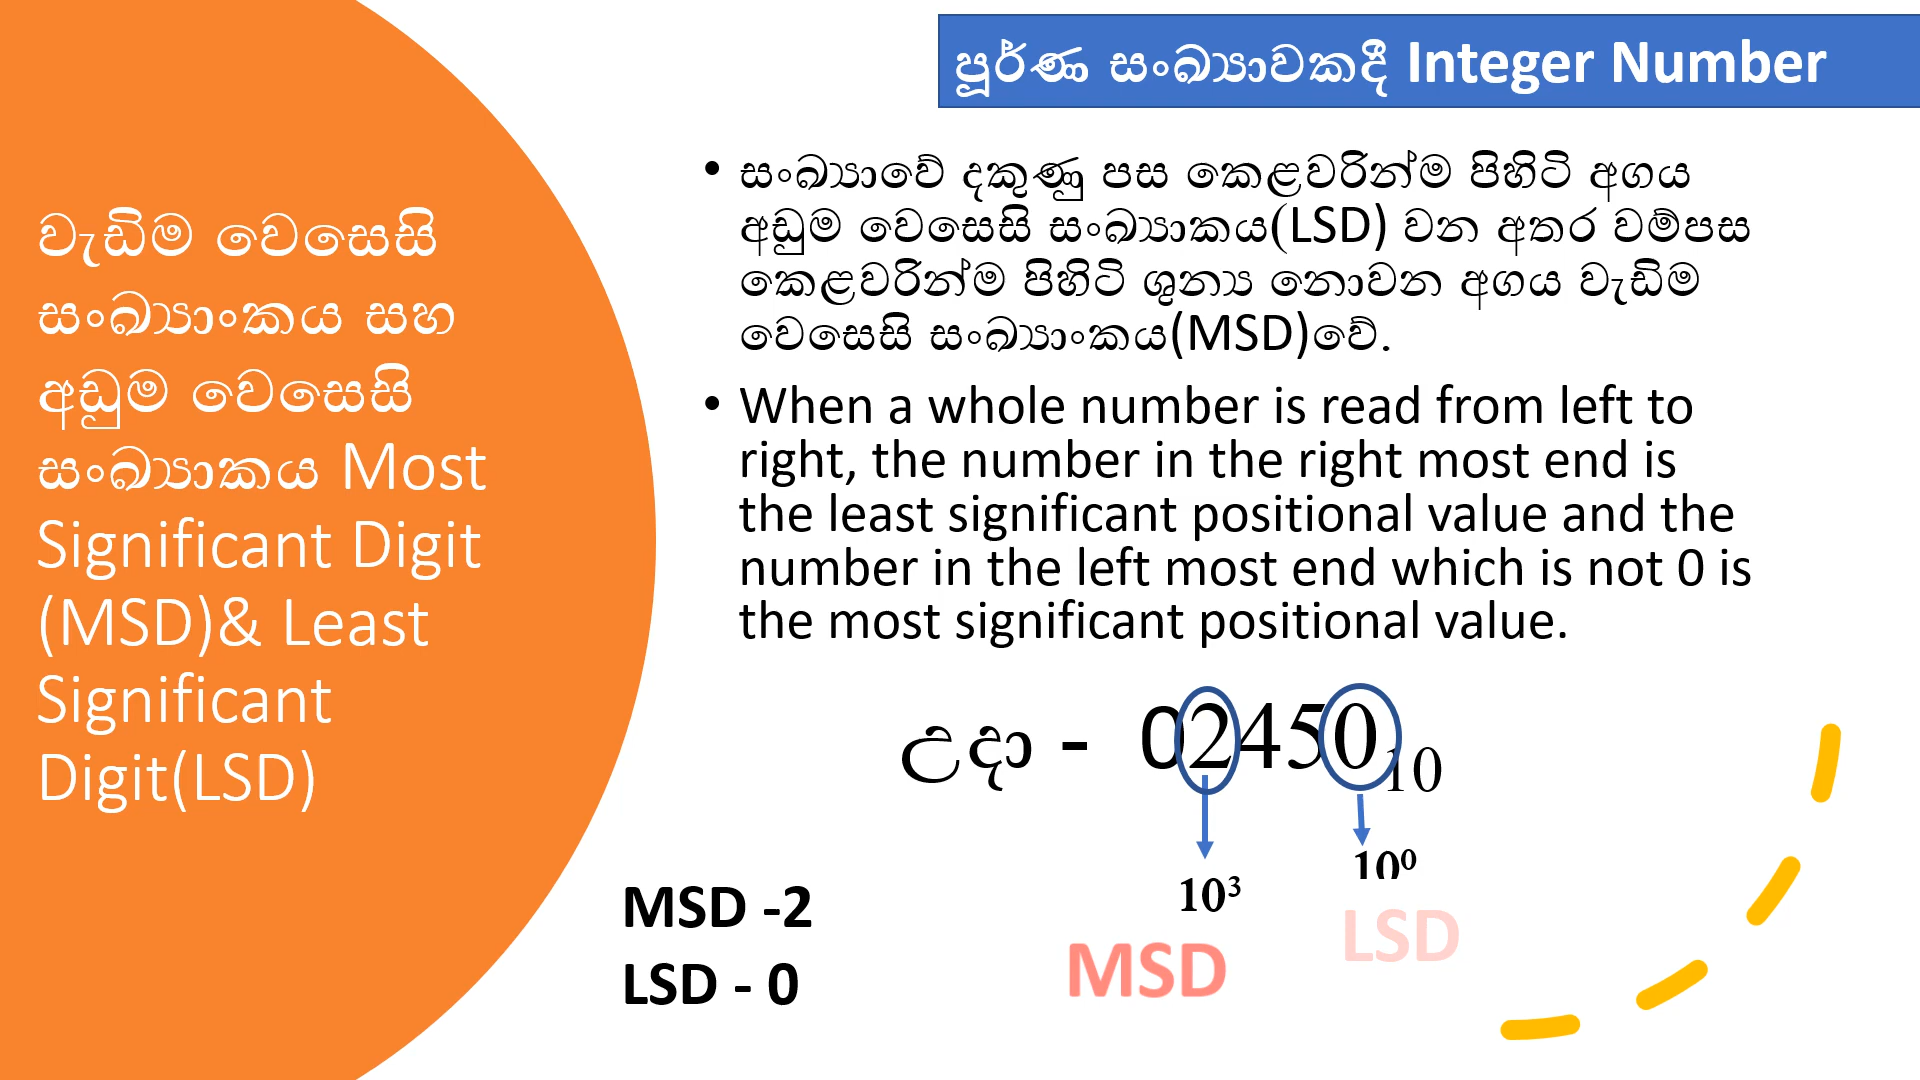 පූර්ණ සංඛ්‍යාවකදී Integer Number
වැඩිම වෙසෙසි
සංඛ්‍යාංකය සහ
අඩුම වෙසෙසි
සංඛ්‍යාකය Most
Significant Digit
(MSD)& Least
Significant
Digit(LSD)
• සංඛ්‍යාවේ දකුණු පස කෙළවරින්ම පිහිටි අගය
අඩුම වෙසෙසි සංඛ්‍යාකය(LSD) වන අතර වම්පස
කෙළවරින්ම පිහිටි ශුන්‍ය නොවන අගය වැඩිම
වෙසෙසි සංඛ්‍යාංකය(MSD)වේ.
• When a whole number is read from left to
right, the number in the right most end is
the least significant positional value and the
number in the left most end which is not 0 is
the most significant positional value.
උදා - 02450₁₀
10³ 10⁰
MSD LSD
MSD -2
LSD - 0